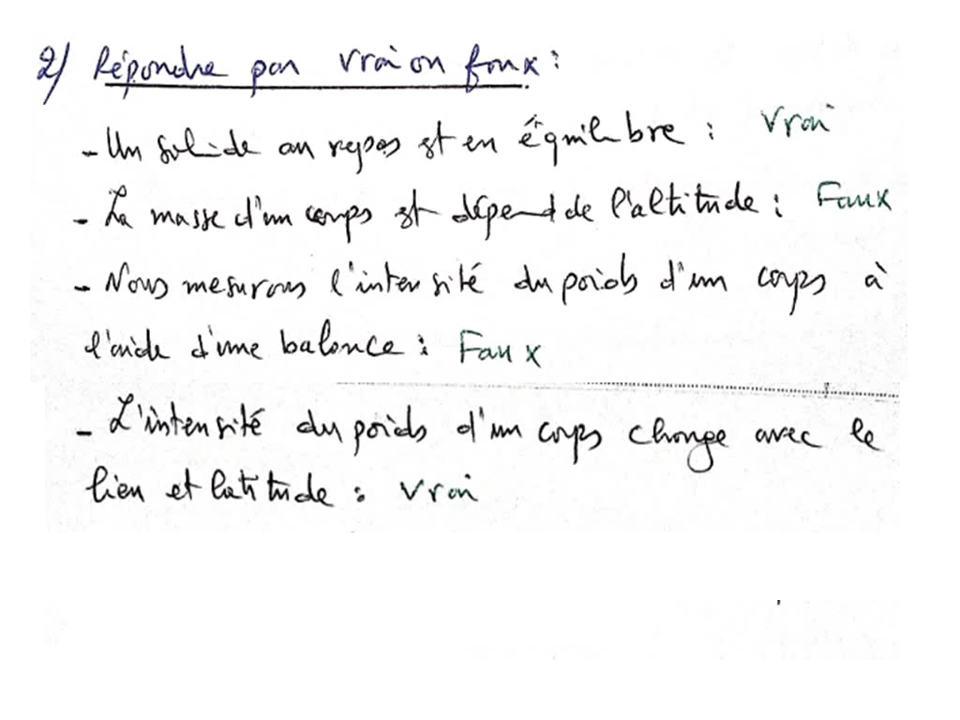 2/ Répondre par vrai ou faux :
- Un solide au repos est en équilibre : Vrai
- La masse d'un corps est dépend de l'altitude : Faux
- Nous mesurons l'intensité du poids d'un corps à
l'aide d'une balance : Faux
- L'intensité du poids d'un corps change avec le
lieu et latitude : Vrai